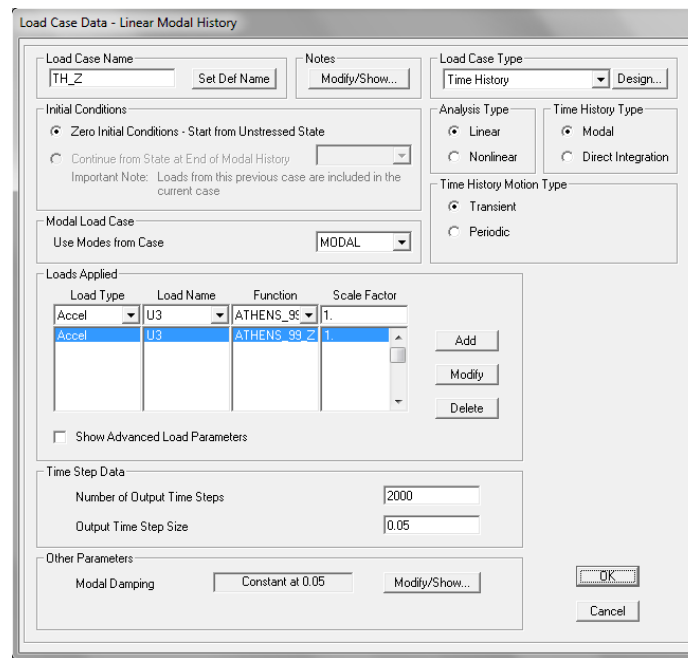 Load Case Data - Linear Modal History
Load Case Name
TH_Z
Set Def Name
Notes
Modify/Show...
Load Case Type
Time History
Design...
Initial Conditions
Zero Initial Conditions - Start from Unstressed State
Continue from State at End of Modal History
Important Note: Loads from this previous case are included in the
current case
Analysis Type
Linear
Nonlinear
Time History Type
Modal
Direct Integration
Time History Motion Type
Transient
Periodic
Modal Load Case
Use Modes from Case
MODAL
Loads Applied
Load Type Load Name Function Scale Factor
Accel U3 ATHENS_99 1.
Accel U3 ATHENS_99_Z 1.
Add
Modify
Delete
Show Advanced Load Parameters
Time Step Data
Number of Output Time Steps 2000
Output Time Step Size 0.05
Other Parameters
Modal Damping Constant at 0.05 Modify/Show...
OK
Cancel